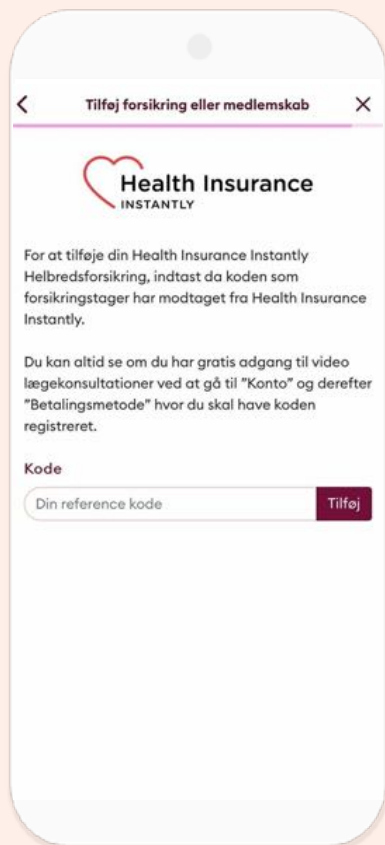 Tilføj forsikring eller medlemskab
Health Insurance
INSTANTLY
For at tilføje din Health Insurance Instantly
Helbredsforsikring, indtast da koden som
forsikringstager har modtaget fra Health Insurance
Instantly.
Du kan altid se om du har gratis adgang til video
lægekonsultationer ved at gå til ”Konto” og derefter
”Betalingsmetode” hvor du skal have koden
registreret.
Kode
Din reference kode
Tilføj